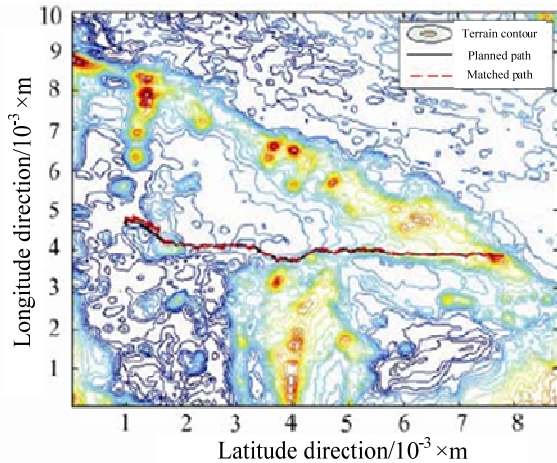 10
9
8
7
6
5
4
3
2
1
Longitude direction/10⁻³ ×m
Terrain contour
Planned path
Matched path
1 2 3 4 5 6 7 8
Latitude direction/10⁻³ ×m